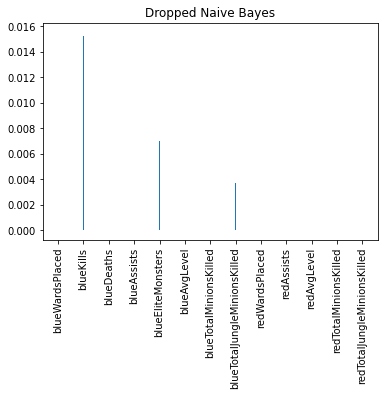 Dropped Naive Bayes
0.016
0.014
0.012
0.010
0.008
0.006
0.004
0.002
0.000
blueWardsPlaced
blueKills
blueDeaths
blueAssists
blueEliteMonsters
blueAvgLevel
blueTotalMinionsKilled
blueTotalJungleMinionsKilled
redWardsPlaced
redAssists
redAvgLevel
redTotalMinionsKilled
redTotalJungleMinionsKilled